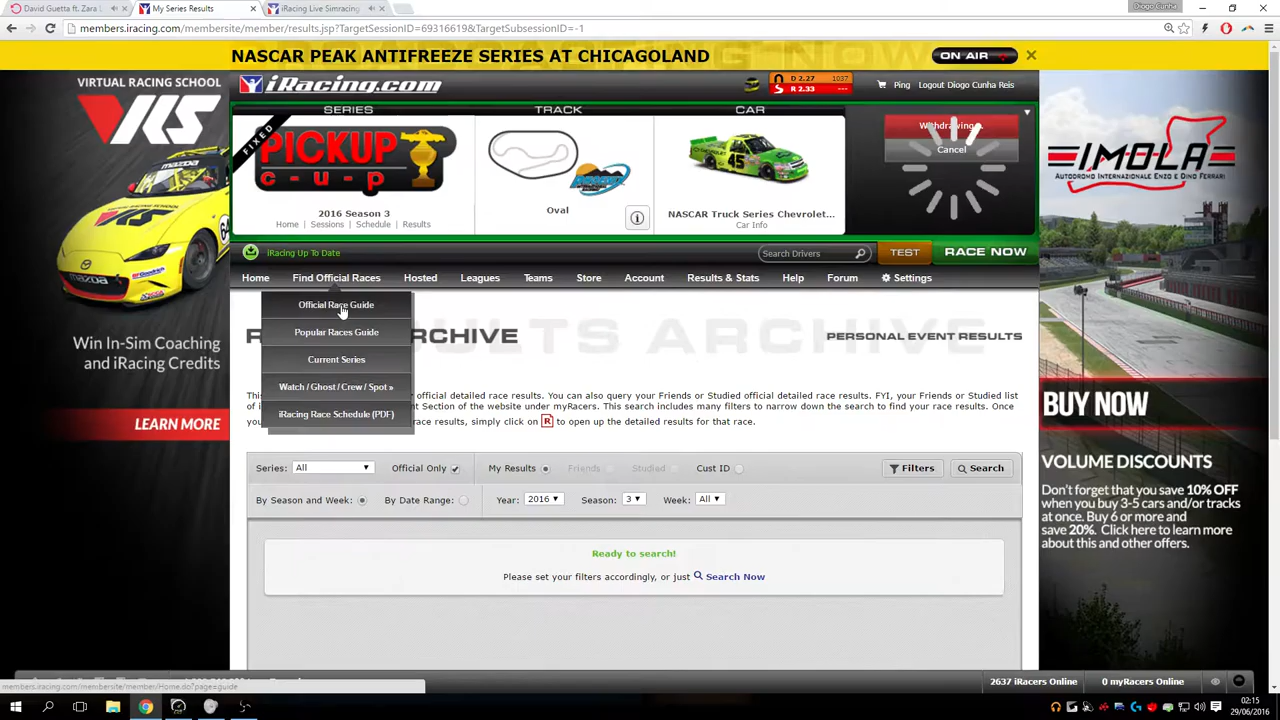 David Guetta ft. Zara
My Series Results
iRacing Live Simracing
Diogo Cunha
members.iracing.com/membersite/member/results.jsp?TargetSessionID=69316619&TargetSubsessionID=-1
NASCAR PEAK ANTIFREEZE SERIES AT CHICAGOLAND
ON AIR
VIRTUAL RACING SCHOOL
VRS
iRacing.com
D 2.27 1037
R 2.33 ---
Ping
Logout Diogo Cunha Reis
SERIES
TRACK
CAR
FIXED
PICKUP
cup
45
Withdrawing...
Cancel
IMOLA
AUTODROMO INTERNAZIONALE ENZO E DINO FERRARI
2016 Season 3
Home | Sessions | Schedule | Results
Oval
NASCAR Truck Series Chevrolet...
Car Info
iRacing Up To Date
Search Drivers
TEST
RACE NOW
Home
Find Official Races
Hosted
Leagues
Teams
Store
Account
Results & Stats
Help
Forum
Settings
Official Race Guide
Popular Races Guide
Current Series
Watch / Ghost / Crew / Spot »
iRacing Race Schedule (PDF)
ARCHIVE
PERSONAL EVENT RESULTS
Win In-Sim Coaching
and iRacing Credits
LEARN MORE
official detailed race results. You can also query your Friends or Studied official detailed race results. FYI, your Friends or Studied list
Section of the website under myRacers. This search includes many filters to narrow down the search to find your race results. Once
race results, simply click on R to open up the detailed results for that race.
BUY NOW
VOLUME DISCOUNTS
Don't forget that you save 10% OFF
when you buy 3-5 cars and/or tracks
at once. Buy 6 or more and
save 20%. Click here to learn more
about this and other offers.
Series: All
Official Only
My Results
Friends
Studied
Cust ID
Filters
Search
By Season and Week:
By Date Range:
Year: 2016
Season: 3
Week: All
Ready to search!
Please set your filters accordingly, or just Search Now
members.iracing.com/membersite/member/Home.do?page=guide
2637 iRacers Online
0 myRacers Online
02:15
29/06/2016